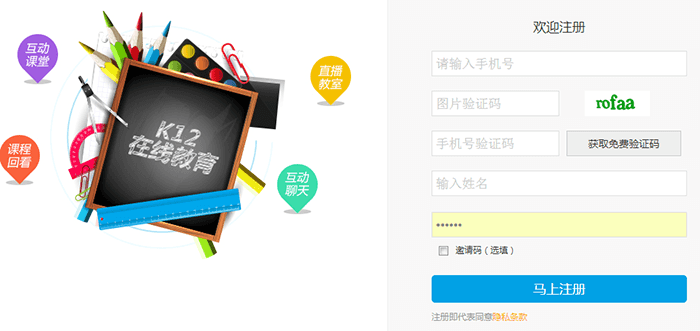 互动
课堂
直播
教室
K12
在线教育
课程
回看
互动
聊天
欢迎注册
请输入手机号
图片验证码
rofaa
手机号验证码
获取免费验证码
输入姓名
••••••
邀请码（选填）
马上注册
注册即代表同意隐私条款